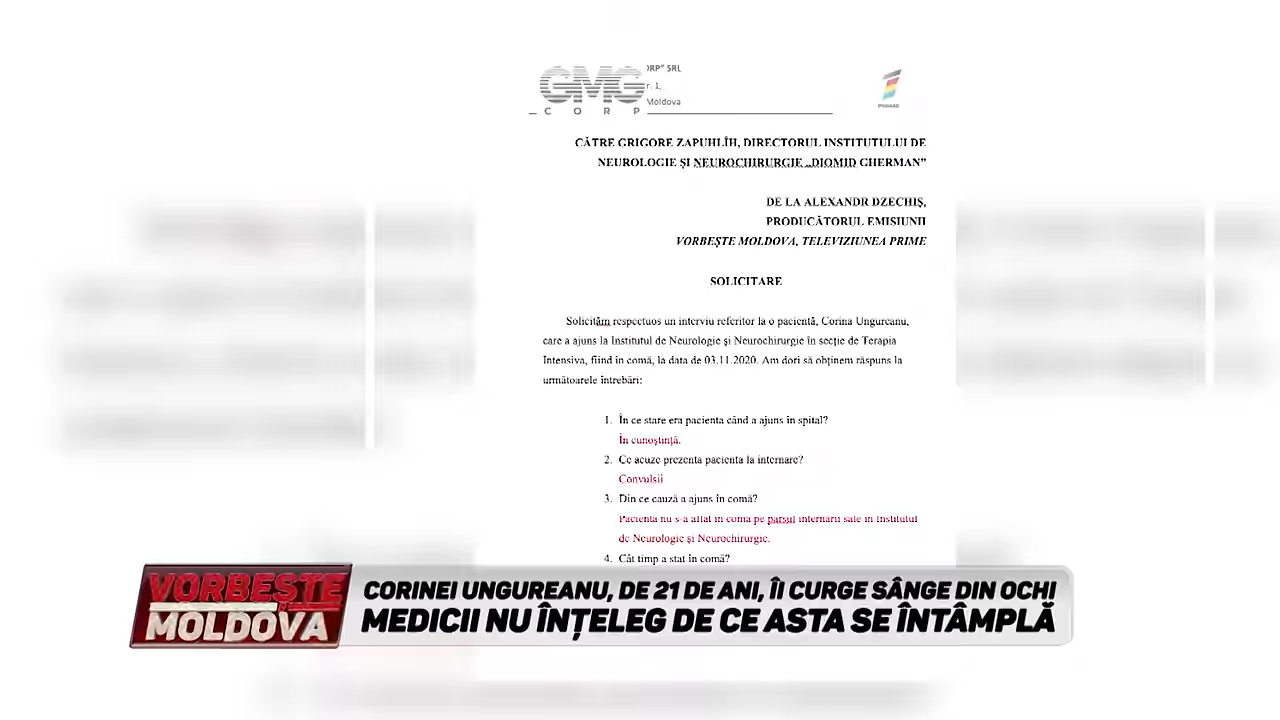 GMG
CORP
ORP" SRL
r. 1,
Moldova
CĂTRE GRIGORE ZAPUHLÎH, DIRECTORUL INSTITUTULUI DE
NEUROLOGIE ȘI NEUROCHIRURGIE „DIOMID GHERMAN”
DE LA ALEXANDR DZECHIȘ,
PRODUCĂTORUL EMISIUNII
VORBEȘTE MOLDOVA, TELEVIZIUNEA PRIME
SOLICITARE
Solicităm respectuos un interviu referitor la o pacientă, Corina Ungureanu,
care a ajuns la Institutul de Neurologie și Neurochirurgie în secție de Terapia
Intensiva, fiind în comă, la data de 03.11.2020. Am dori să obținem răspuns la
următoarele întrebări:
1. În ce stare era pacienta când a ajuns în spital?
În cunoștință.
2. Ce acuze prezenta pacienta la internare?
Convulsii
3. Din ce cauză a ajuns în comă?
Pacienta nu s-a aflat în comă pe parsul internării sale în Institutul
de Neurologie și Neurochirurgie.
4. Cât timp a stat în comă?
VORBEȘTE
MOLDOVA
CORINEI UNGUREANU, DE 21 DE ANI, ÎI CURGE SÂNGE DIN OCHI
MEDICII NU ÎNȚELEG DE CE ASTA SE ÎNTÂMPLĂ